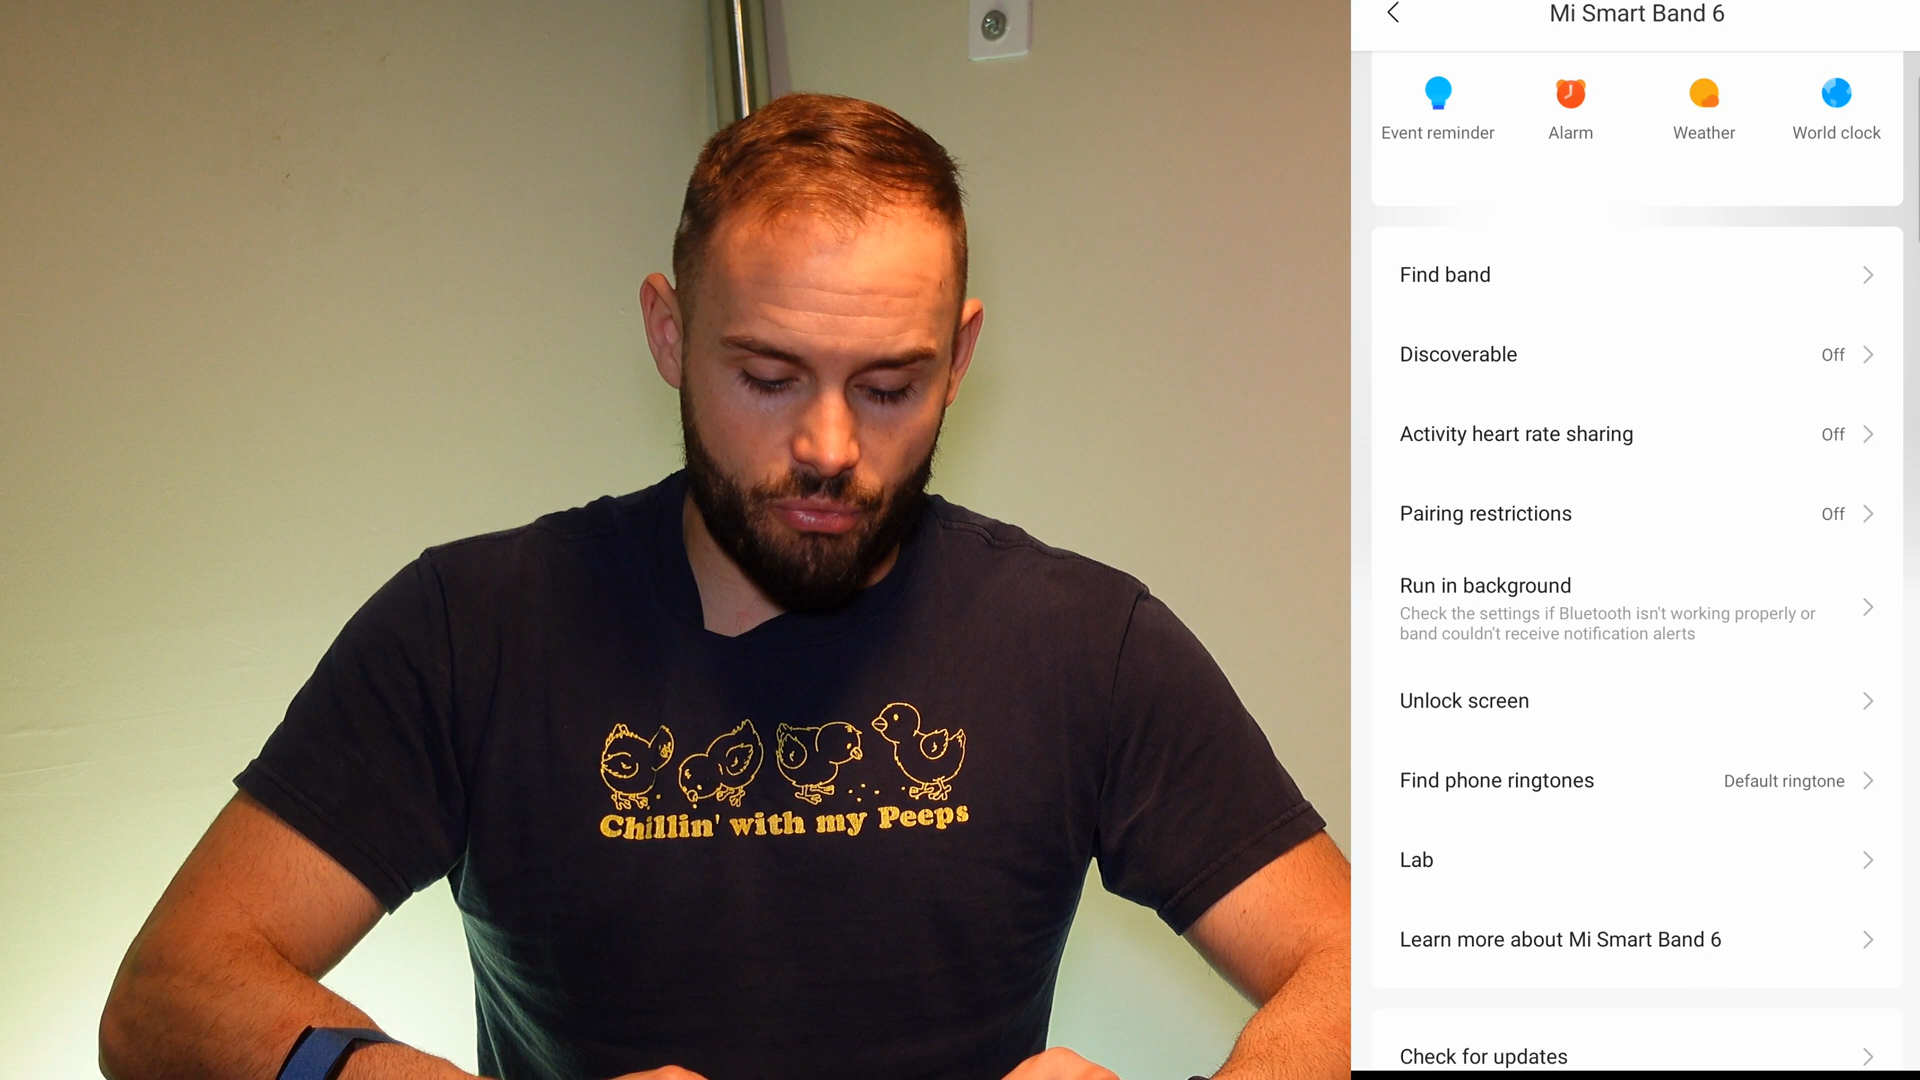 Chillin' with my Peeps
Mi Smart Band 6
Event reminder
Alarm
Weather
World clock
Find band
Discoverable Off
Activity heart rate sharing Off
Pairing restrictions Off
Run in background
Check the settings if Bluetooth isn't working properly or
band couldn't receive notification alerts
Unlock screen
Find phone ringtones Default ringtone
Lab
Learn more about Mi Smart Band 6
Check for updates